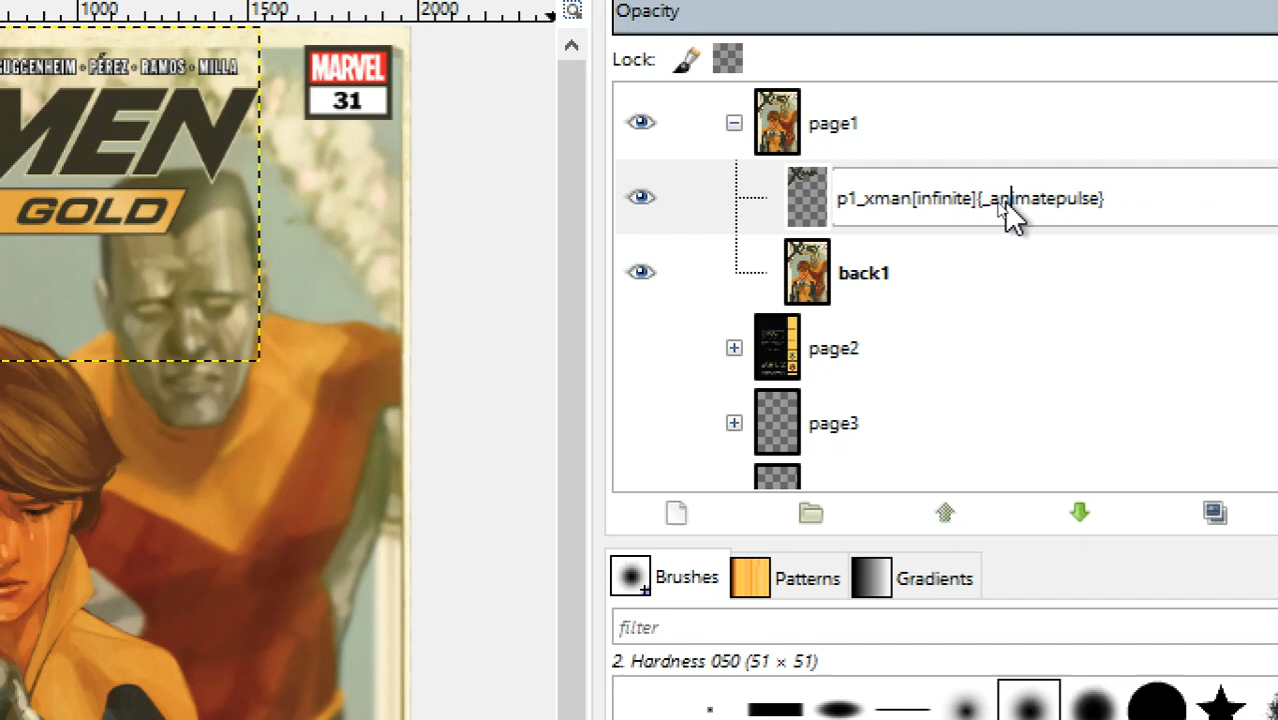 1000 1500 2000
GUGGENHEIM • PÉREZ • RAMOS • MILLA
MARVEL
31
MEN
GOLD
Opacity
Lock:
page1
p1_xman[infinite]{_animatepulse}
back1
page2
page3
Brushes
Patterns
Gradients
filter
2. Hardness 050 (51 × 51)